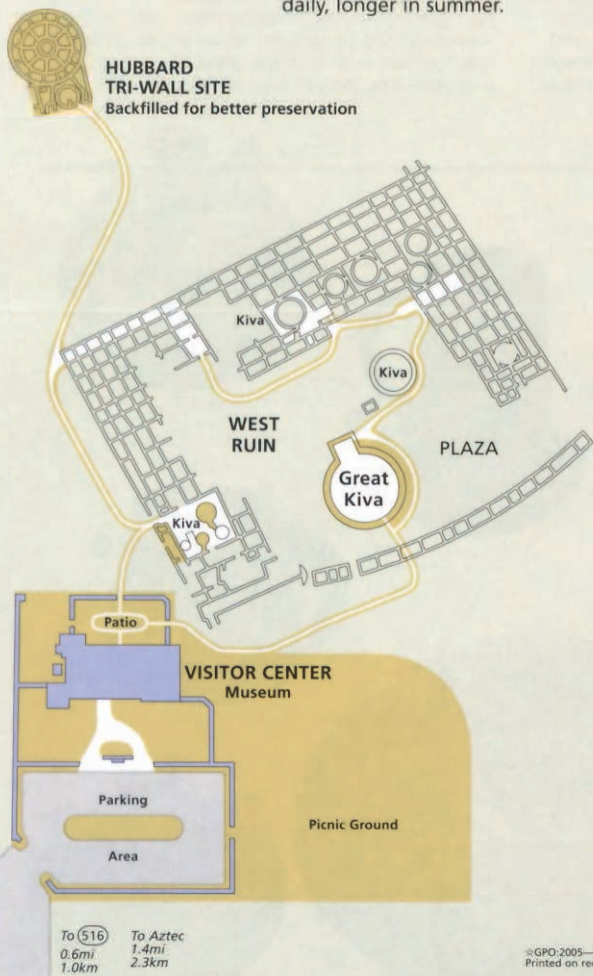 daily, longer in summer.
HUBBARD
TRI-WALL SITE
Backfilled for better preservation
Kiva
Kiva
WEST
RUIN
PLAZA
Great
Kiva
Kiva
Patio
VISITOR CENTER
Museum
Parking
Area
Picnic Ground
To 516
0.6mi
1.0km
To Aztec
1.4mi
2.3km
☆GPO:2005—
Printed on